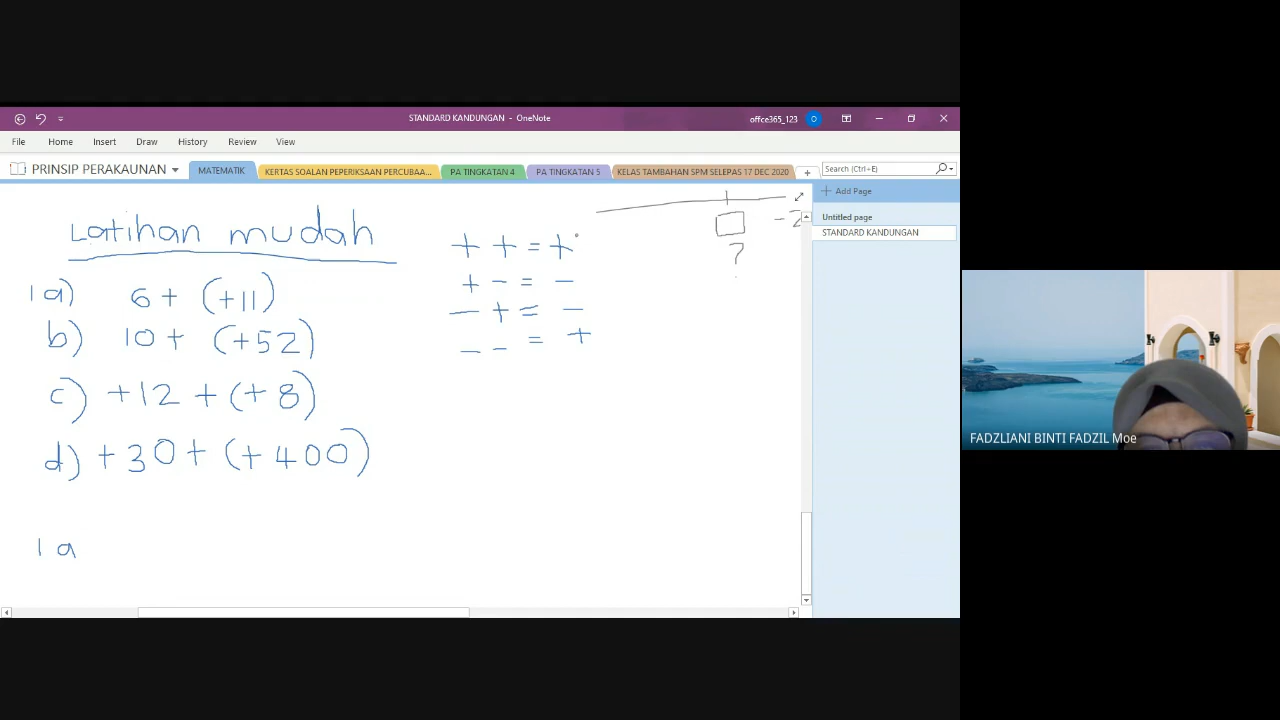 STANDARD KANDUNGAN - OneNote
offce365_123
O
File Home Insert Draw History Review View
PRINSIP PERAKAUNAN
MATEMATIK
KERTAS SOALAN PEPERIKSAAN PERCUBAA...
PA TINGKATAN 4
PA TINGKATAN 5
KELAS TAMBAHAN SPM SELEPAS 17 DEC 2020
+
Search (Ctrl+E)
+ Add Page
Untitled page
STANDARD KANDUNGAN
Latihan mudah
1a) 6 + (+11)
b) 10 + (+52)
c) +12 + (+8)
d) +30 + (+400)
1a
+ + = +
+ - = -
- + = -
- - = +
-2
?
FADZLIANI BINTI FADZIL Moe